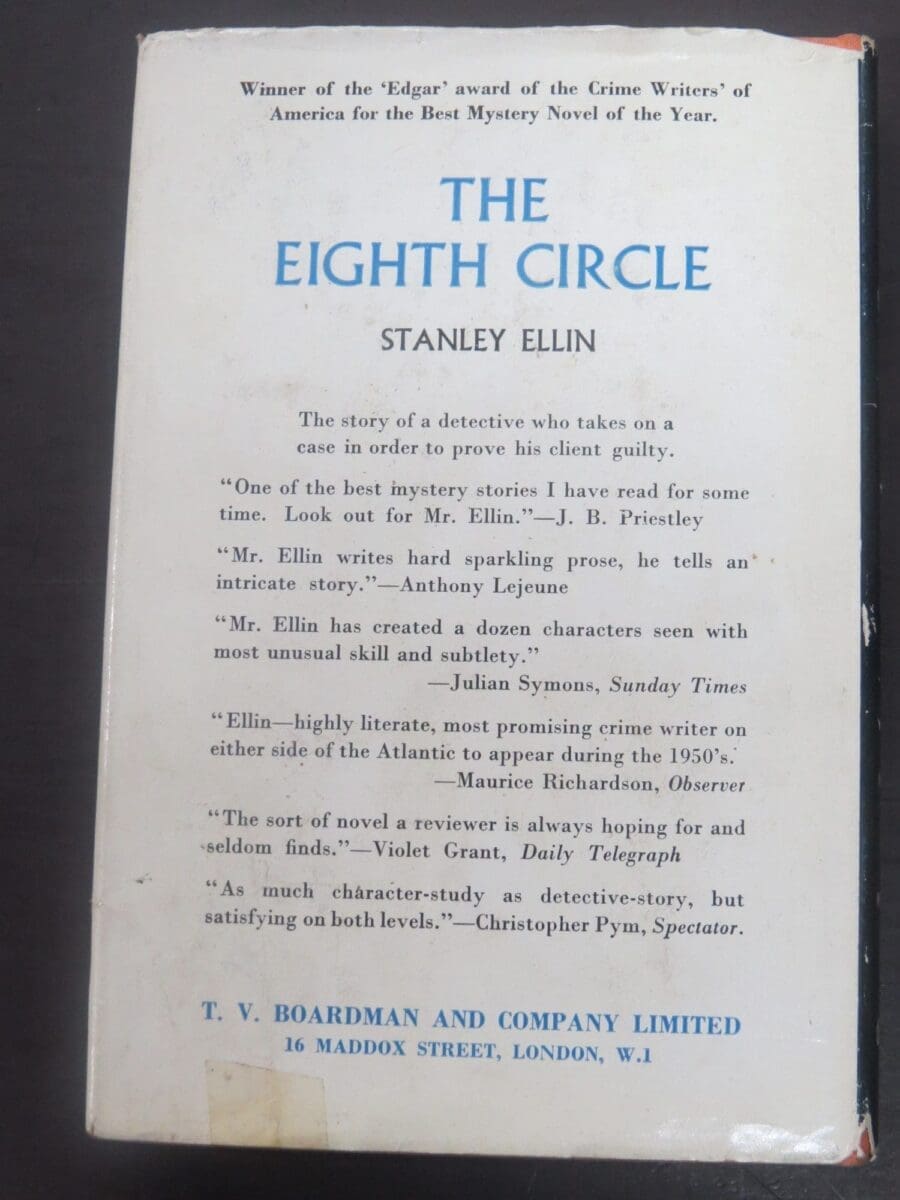 Winner of the ‘Edgar’ award of the Crime Writers’ of
America for the Best Mystery Novel of the Year.
THE
EIGHTH CIRCLE
STANLEY ELLIN
The story of a detective who takes on a
case in order to prove his client guilty.
“One of the best mystery stories I have read for some
time. Look out for Mr. Ellin.”—J. B. Priestley
“Mr. Ellin writes hard sparkling prose, he tells an
intricate story.”—Anthony Lejeune
“Mr. Ellin has created a dozen characters seen with
most unusual skill and subtlety.”
—Julian Symons, Sunday Times
“Ellin—highly literate, most promising crime writer on
either side of the Atlantic to appear during the 1950’s.’
—Maurice Richardson, Observer
“The sort of novel a reviewer is always hoping for and
seldom finds.”—Violet Grant, Daily Telegraph
“As much character-study as detective-story, but
satisfying on both levels.”—Christopher Pym, Spectator.
T. V. BOARDMAN AND COMPANY LIMITED
16 MADDOX STREET, LONDON, W.1